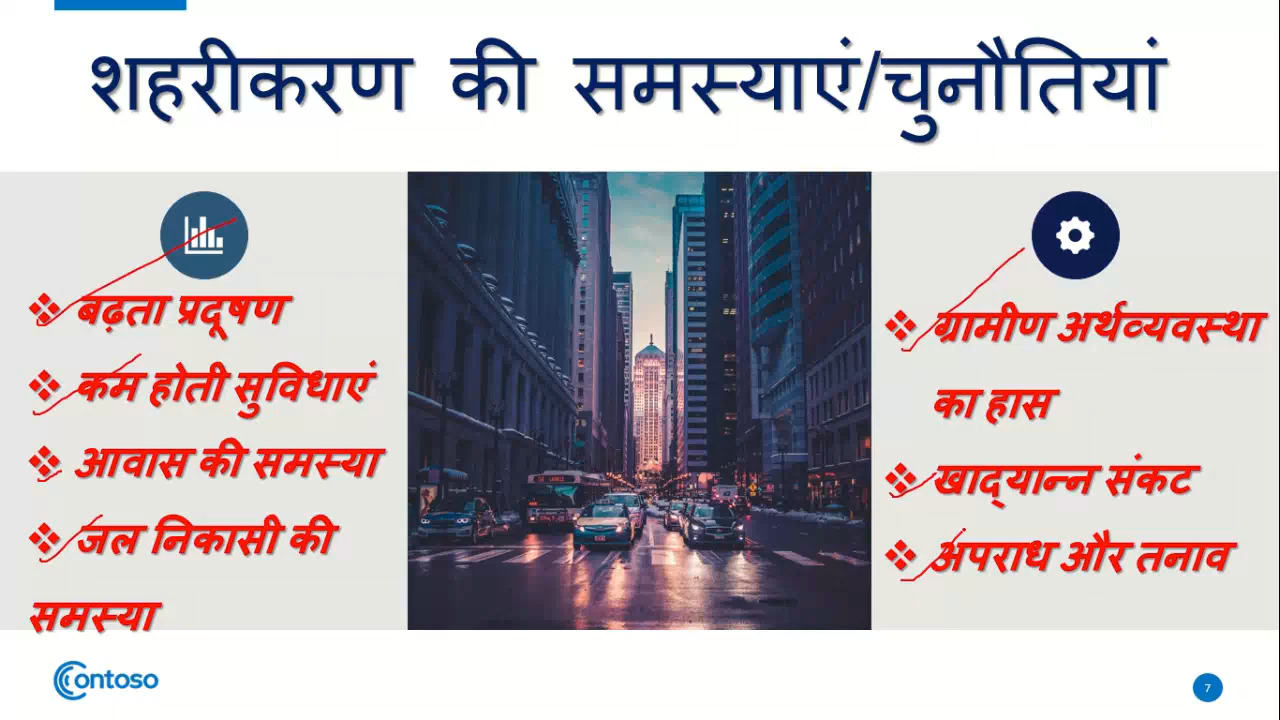 शहरीकरण की समस्याएं/चुनौतियां
❖ बढ़ता प्रदूषण
❖ कम होती सुविधाएं
❖ आवास की समस्या
❖ जल निकासी की
समस्या
❖ ग्रामीण अर्थव्यवस्था
का हास
❖ खाद्यान्न संकट
❖ अपराध और तनाव
Contoso
7